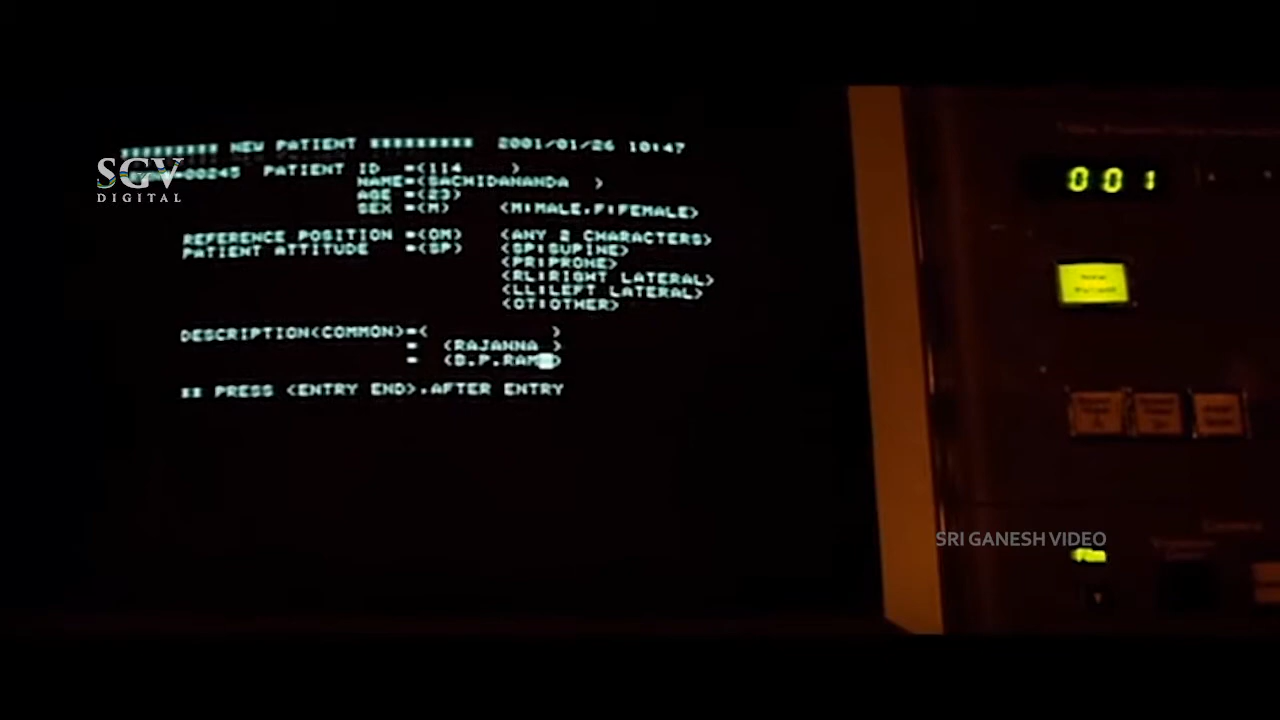 ********* NEW PATIENT ********* 2001/01/26 10:47
00245 PATIENT ID =(114 )
NAME=(SACHIDANANDA )
AGE =(23)
SEX =(M) <M:MALE,F:FEMALE>
REFERENCE POSITION =(OM) <ANY 2 CHARACTERS>
PATIENT ATTITUDE =(SP) <SP:SUPINE>
<PR:PRONE>
<RL:RIGHT LATERAL>
<LL:LEFT LATERAL>
<OT:OTHER>
DESCRIPTION(COMMON)=( )
= (RAJANNA )
= (B.P.RAM )
** PRESS <ENTRY END>.AFTER ENTRY
SGV
DIGITAL
001
New
Patient
SRI GANESH VIDEO